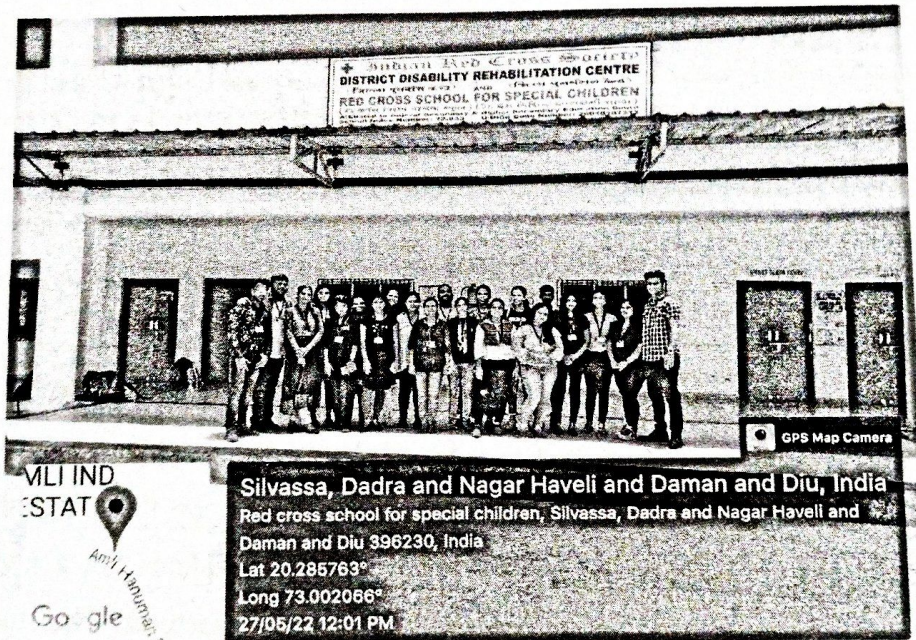 Indian Red Cross Society
DISTRICT DISABILITY REHABILITATION CENTRE
AND
RED CROSS SCHOOL FOR SPECIAL CHILDREN
GPS Map Camera
MLI IND
ESTAT
Amli Hanuman
Google
Silvassa, Dadra and Nagar Haveli and Daman and Diu, India
Red cross school for special children, Silvassa, Dadra and Nagar Haveli and
Daman and Diu 396230, India
Lat 20.285763°
Long 73.002066°
27/05/22 12:01 PM